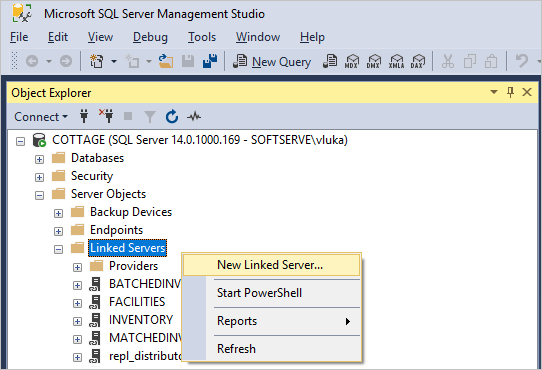 Microsoft SQL Server Management Studio
File Edit View Debug Tools Window Help
New Query MDX DMX XMLA DAX
Object Explorer
Connect
COTTAGE (SQL Server 14.0.1000.169 - SOFTSERVE\vluka)
Databases
Security
Server Objects
Backup Devices
Endpoints
Linked Servers
New Linked Server...
Providers
BATCHEDINV
Start PowerShell
FACILITIES
INVENTORY
Reports
MATCHEDINV
Refresh
repl_distributo